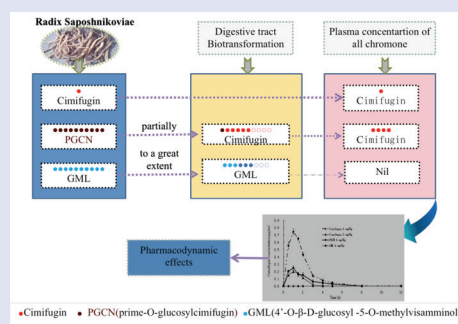 Radix Saposhnikoviae
Digestive tract
Biotransformation
Plasma concentartion of
all chromone
Cimifugin
Cimifugin
PGCN
partially
Cimifugin
Cimifugin
to a great
extent
GML
GML
Nil
Pharmacodynamic
effects
Cimifugin PGCN(prime-O-glucosylcimifugin) GML(4'-O-β-D-glucosyl -5-O-methylvisamminol)